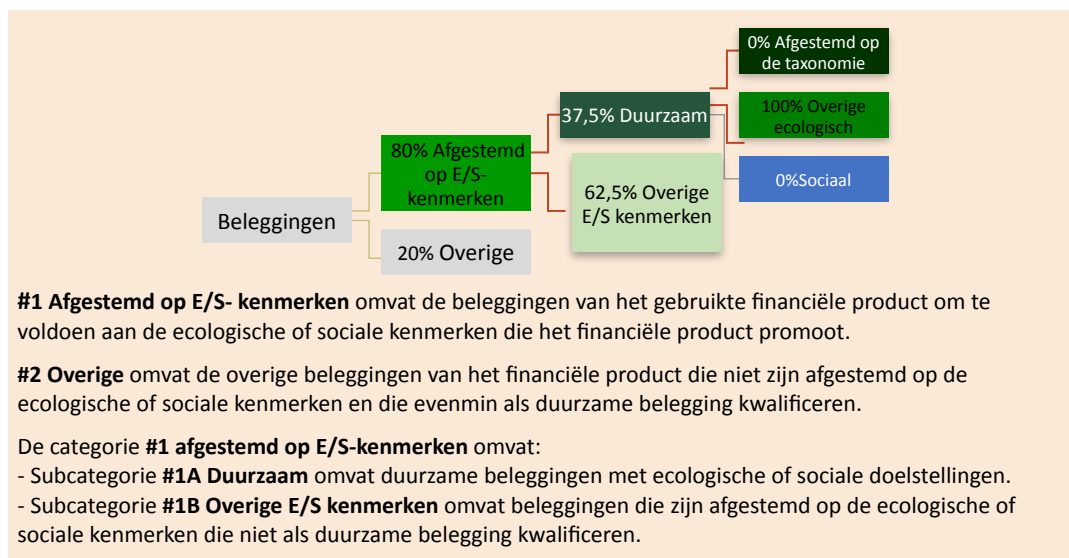 0% Afgestemd op
de taxonomie
37,5% Duurzaam
100% Overige
ecologisch
80% Afgestemd
op E/S-
kenmerken
0%Sociaal
62,5% Overige
E/S kenmerken
Beleggingen
20% Overige
#1 Afgestemd op E/S- kenmerken omvat de beleggingen van het gebruikte financiële product om te
voldoen aan de ecologische of sociale kenmerken die het financiële product promoot.
#2 Overige omvat de overige beleggingen van het financiële product die niet zijn afgestemd op de
ecologische of sociale kenmerken en die evenmin als duurzame belegging kwalificeren.
De categorie #1 afgestemd op E/S-kenmerken omvat:
- Subcategorie #1A Duurzaam omvat duurzame beleggingen met ecologische of sociale doelstellingen.
- Subcategorie #1B Overige E/S kenmerken omvat beleggingen die zijn afgestemd op de ecologische of
sociale kenmerken die niet als duurzame belegging kwalificeren.